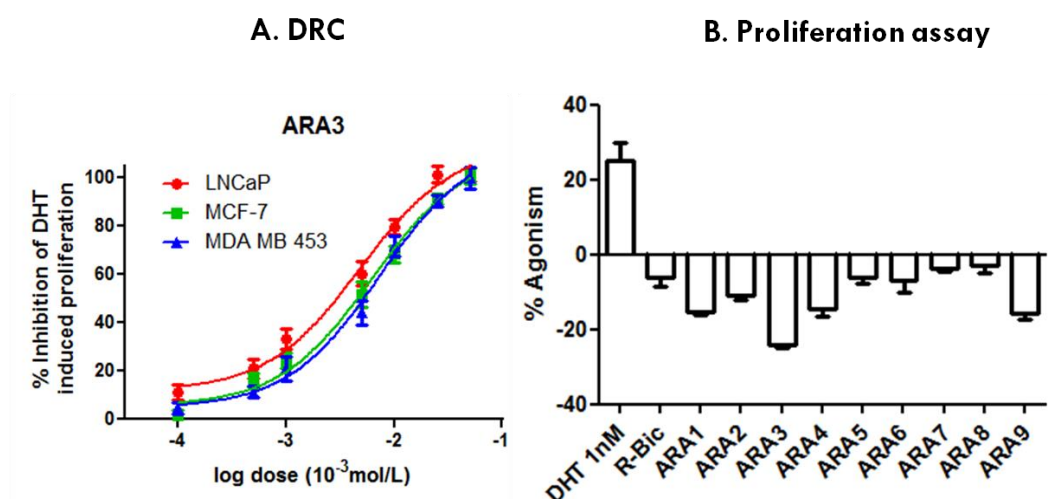 A. DRC
ARA3
% Inhibition of DHT
induced proliferation
100
80
60
40
20
0
LNCaP
MCF-7
MDA MB 453
-4
-3
-2
-1
log dose (10⁻³mol/L)
B. Proliferation assay
% Agonism
40
20
0
-20
-40
DHT 1nM
R-Bic
ARA1
ARA2
ARA3
ARA4
ARA5
ARA6
ARA7
ARA8
ARA9